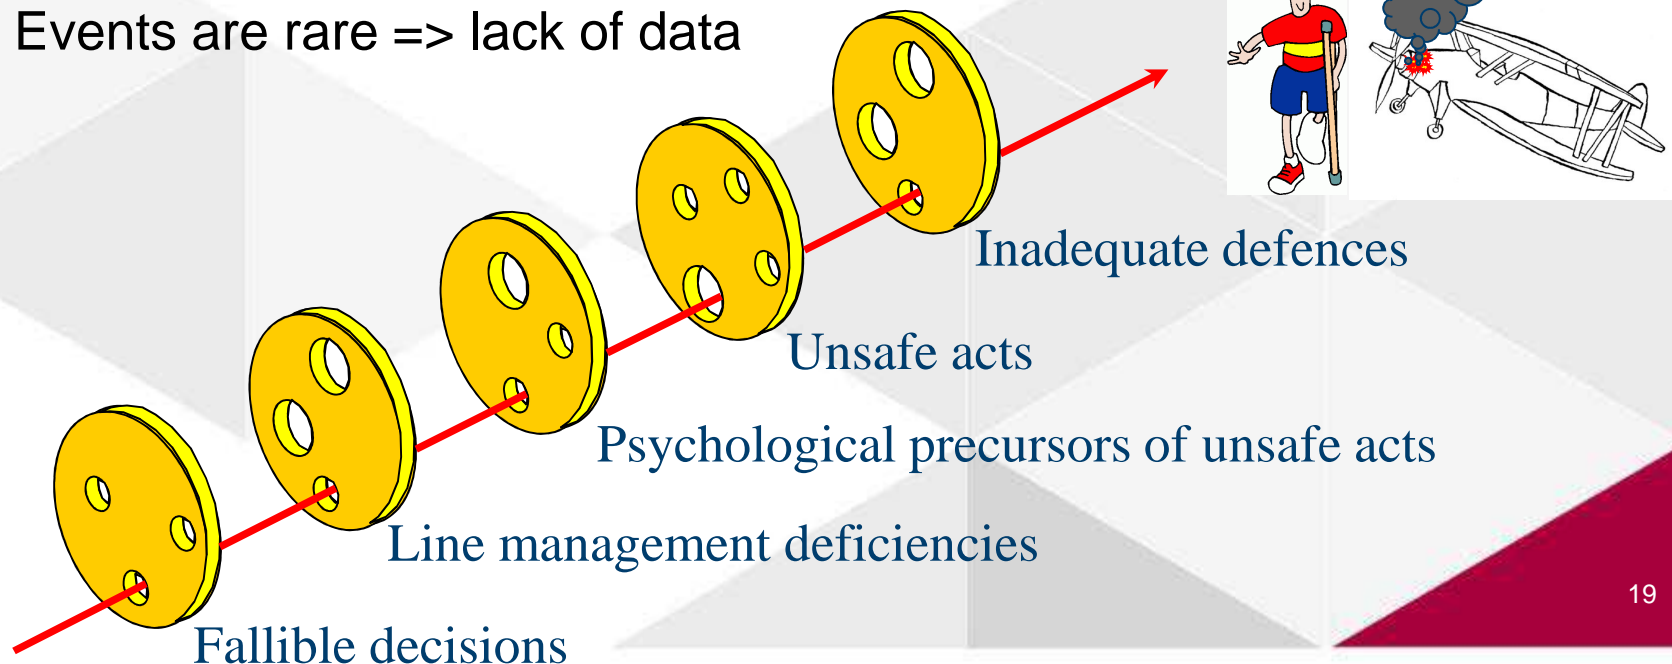 Events are rare => lack of data
Inadequate defences
Unsafe acts
Psychological precursors of unsafe acts
Line management deficiencies
Fallible decisions
19